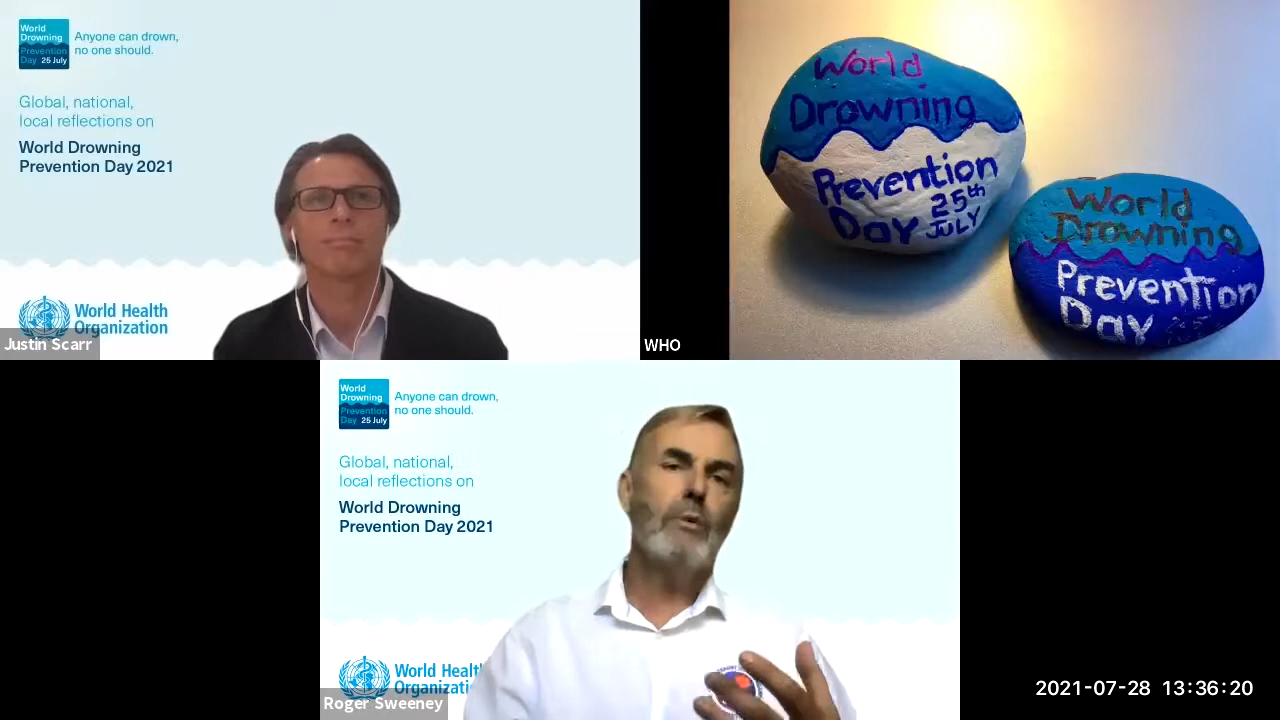 World
Drowning
Prevention
Day 25 July
Anyone can drown,
no one should.
Global, national,
local reflections on
World Drowning
Prevention Day 2021
World Health
Organization
Justin Scarr
World
Drowning
Prevention
Day 25th
JULY
World
Drowning
Prevention
Day
WHO
World
Drowning
Prevention
Day 25 July
Anyone can drown,
no one should.
Global, national,
local reflections on
World Drowning
Prevention Day 2021
World Healt
Organizatio
Roger Sweeney
2021-07-28 13:36:20